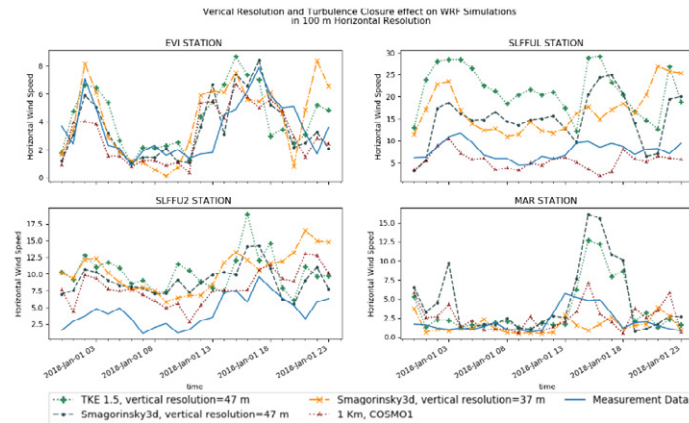 Verical Resolution and Turbulence Closure effect on WRF Simulations
in 100 m Horizontal Resolution
EVI STATION
SLFFUL STATION
Horizontal Wind Speed
8
6
4
2
0
Horizontal Wind Speed
30
25
20
15
10
5
SLFFU2 STATION
MAR STATION
Horizontal Wind Speed
17.5
15.0
12.5
10.0
7.5
5.0
2.5
Horizontal Wind Speed
15.0
12.5
10.0
7.5
5.0
2.5
2018-Jan-01 03
2018-Jan-01 08
2018-Jan-01 13
2018-Jan-01 18
2018-Jan-01 23
time
2018-Jan-01 03
2018-Jan-01 08
2018-Jan-01 13
2018-Jan-01 18
2018-Jan-01 23
time
TKE 1.5, vertical resolution=47 m
Smagorinsky3d, vertical resolution=37 m
Measurement Data
Smagorinsky3d, vertical resolution=47 m
1 Km, COSMO1